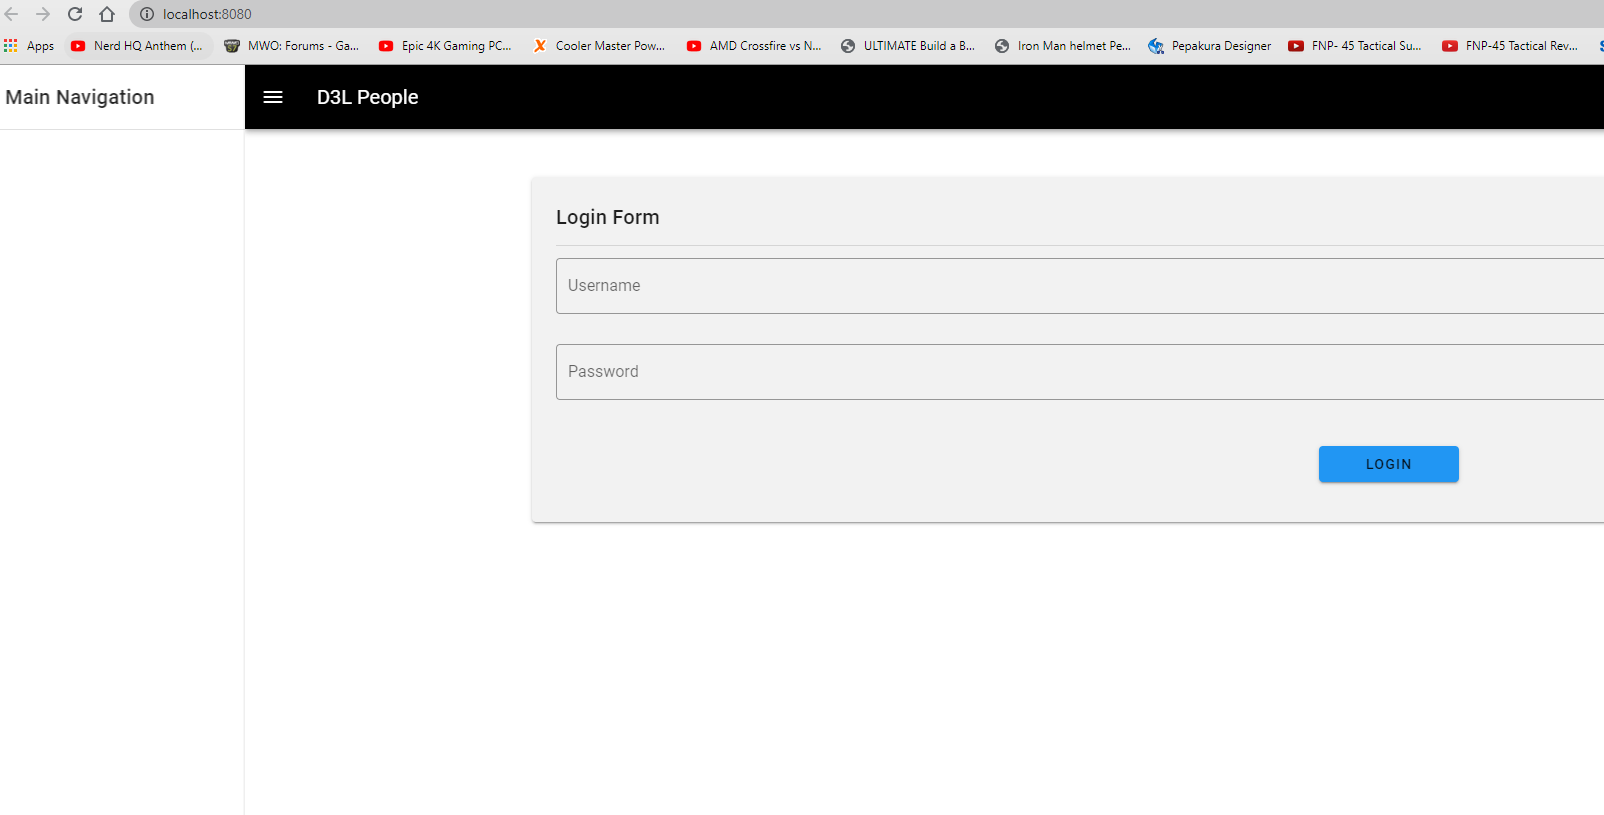 localhost:8080
Apps Nerd HQ Anthem (... MWO: Forums - Ga... Epic 4K Gaming PC... Cooler Master Pow... AMD Crossfire vs N... ULTIMATE Build a B... Iron Man helmet Pe... Pepakura Designer FNP- 45 Tactical Su... FNP-45 Tactical Rev...
Main Navigation
D3L People
Login Form
Username
Password
LOGIN